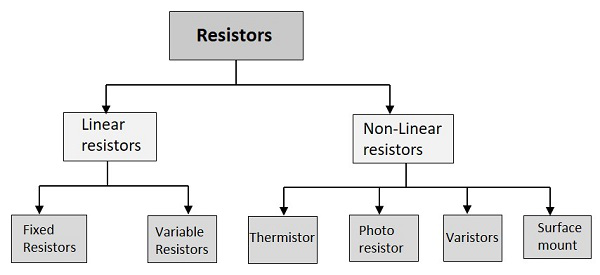 Resistors
Linear
resistors
Non-Linear
resistors
Fixed
Resistors
Variable
Resistors
Thermistor
Photo
resistor
Varistors
Surface
mount